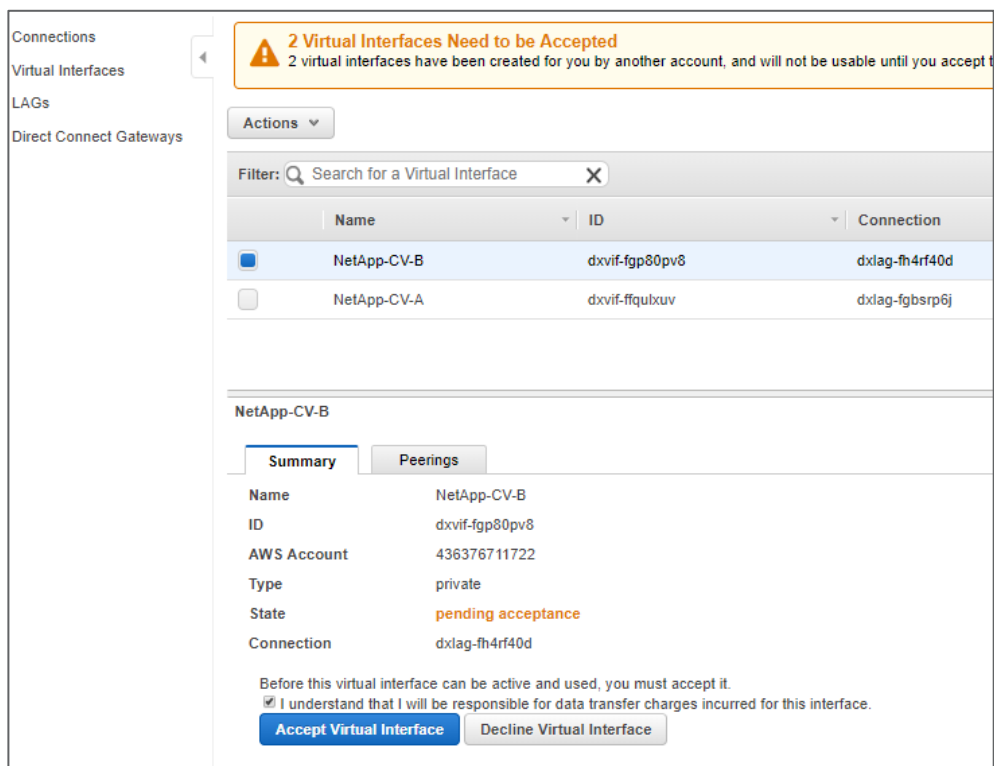 Connections
Virtual Interfaces
LAGs
Direct Connect Gateways
2 Virtual Interfaces Need to be Accepted
2 virtual interfaces have been created for you by another account, and will not be usable until you accept t
Actions
Filter: Search for a Virtual Interface
Name ID Connection
NetApp-CV-B dxvif-fgp80pv8 dxlag-fh4rf40d
NetApp-CV-A dxvif-ffqulxuv dxlag-fgbsrp6j
NetApp-CV-B
Summary Peerings
Name NetApp-CV-B
ID dxvif-fgp80pv8
AWS Account 436376711722
Type private
State pending acceptance
Connection dxlag-fh4rf40d
Before this virtual interface can be active and used, you must accept it.
I understand that I will be responsible for data transfer charges incurred for this interface.
Accept Virtual Interface Decline Virtual Interface